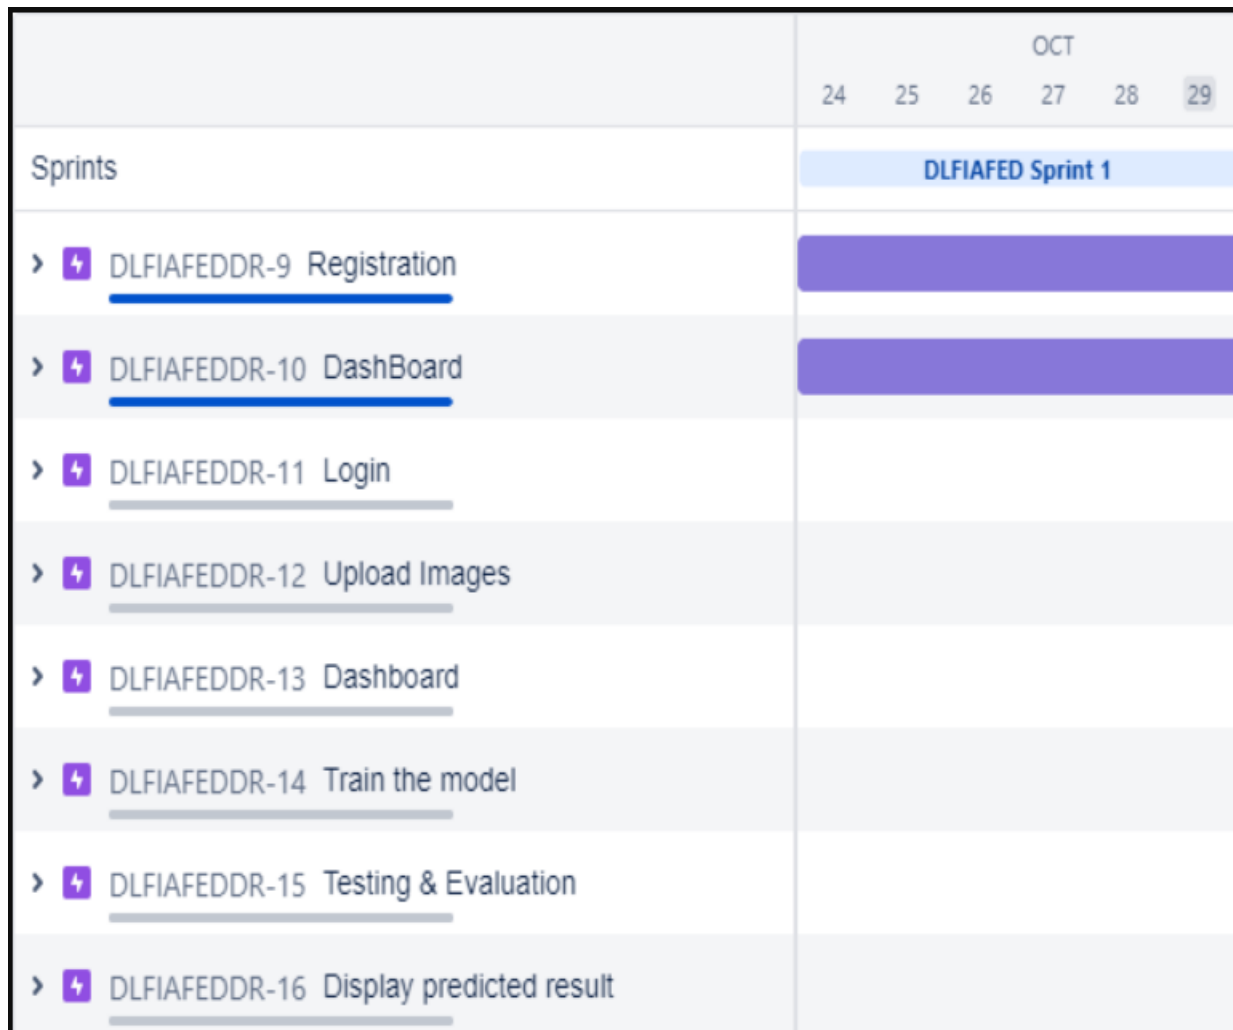 OCT
24 25 26 27 28 29
Sprints DLFIAFED Sprint 1
DLFIAFEDDR-9 Registration
DLFIAFEDDR-10 DashBoard
DLFIAFEDDR-11 Login
DLFIAFEDDR-12 Upload Images
DLFIAFEDDR-13 Dashboard
DLFIAFEDDR-14 Train the model
DLFIAFEDDR-15 Testing & Evaluation
DLFIAFEDDR-16 Display predicted result